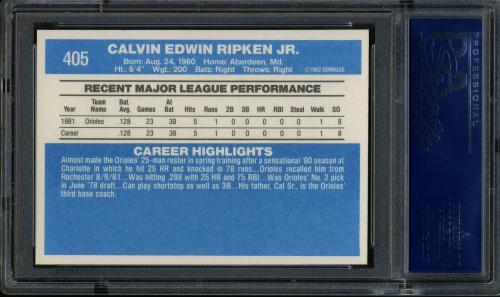 405
CALVIN EDWIN RIPKEN JR.
Born: Aug. 24, 1960 Home: Aberdeen, Md.
Ht.: 6'4" Wgt.: 200 Bats: Right Throws: Right
©1982 DONRUSS
RECENT MAJOR LEAGUE PERFORMANCE
Year Team Name Bat. Avg. Games At Bat Hits Runs 2B 3B HR RBI Steal Walk SO
1981 Orioles .128 23 39 5 1 0 0 0 0 0 1 8
Career .128 23 39 5 1 0 0 0 0 0 1 8
CAREER HIGHLIGHTS
Almost made the Orioles' 25-man roster in spring training after a sensational '80 season at
Charlotte in which he hit 25 HR and knocked in 78 runs...Orioles recalled him from
Rochester 8/9/81...Was hitting .288 with 25 HR and 75 RBI...Was Orioles' No. 2 pick
in June '78 draft...Can play shortstop as well as 3B...His father, Cal Sr., is the Orioles'
third base coach.
PSA